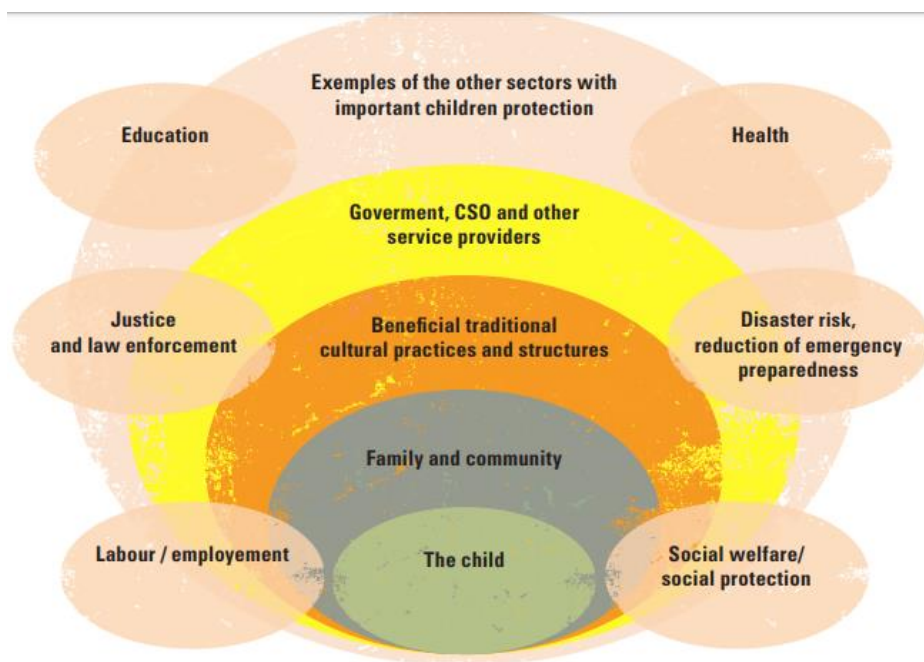 Exemples of the other sectors with
important children protection
Education
Health
Goverment, CSO and other
service providers
Justice
and law enforcement
Beneficial traditional
cultural practices and structures
Disaster risk,
reduction of emergency
preparedness
Family and community
Labour / employement
The child
Social welfare/
social protection